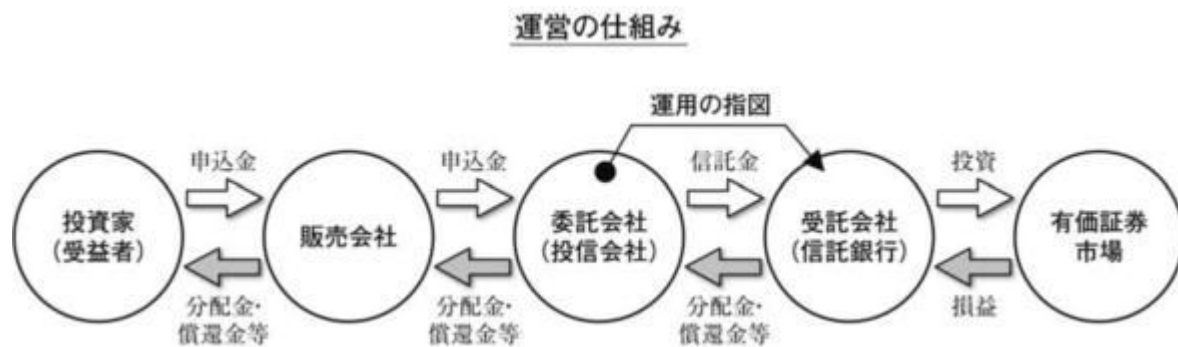 運営の仕組み
運用の指図
申込金
申込金
信託金
投資
投資家
(受益者)
販売会社
委託会社
(投信会社)
受託会社
(信託銀行)
有価証券
市場
分配金・
償還金等
分配金・
償還金等
分配金・
償還金等
損益